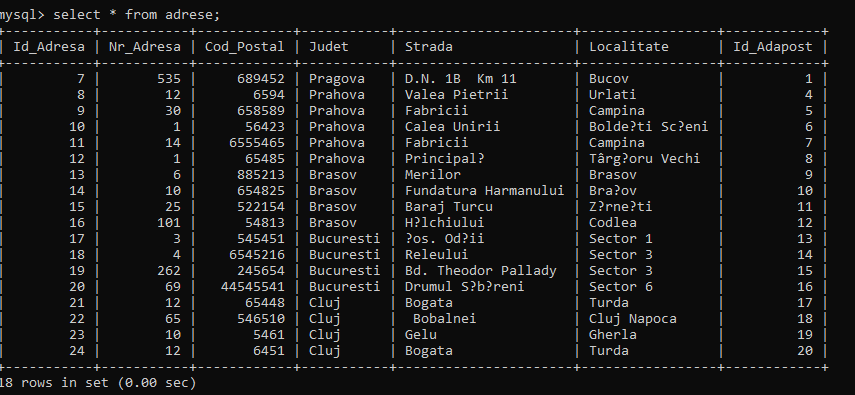 mysql> select * from adrese;
+-----------+-----------+------------+-----------+---------------------+----------------+------------+
| Id_Adresa | Nr_Adresa | Cod_Postal | Judet     | Strada              | Localitate     | Id_Adapost |
+-----------+-----------+------------+-----------+---------------------+----------------+------------+
|         7 |       535 |     689452 | Pragova   | D.N. 1B  Km 11      | Bucov          |          1 |
|         8 |        12 |       6594 | Prahova   | Valea Pietrii       | Urlati         |          4 |
|         9 |        30 |     658589 | Prahova   | Fabricii            | Campina        |          5 |
|        10 |         1 |      56423 | Prahova   | Calea Unirii        | Bolde?ti Sc?eni |          6 |
|        11 |        14 |    6555465 | Prahova   | Fabricii            | Campina        |          7 |
|        12 |         1 |      65485 | Prahova   | Principal?          | Târg?oru Vechi |          8 |
|        13 |         6 |     885213 | Brasov    | Merilor             | Brasov         |          9 |
|        14 |        10 |     654825 | Brasov    | Fundatura Harmanului | Bra?ov         |         10 |
|        15 |        25 |     522154 | Brasov    | Baraj Turcu         | Z?rne?ti       |         11 |
|        16 |       101 |      54813 | Brasov    | H?lchiului          | Codlea         |         12 |
|        17 |         3 |     545451 | Bucuresti | ?os. Od?ii          | Sector 1       |         13 |
|        18 |         4 |    6545216 | Bucuresti | Releului            | Sector 3       |         14 |
|        19 |       262 |     245654 | Bucuresti | Bd. Theodor Pallady | Sector 3       |         15 |
|        20 |        69 |   44545541 | Bucuresti | Drumul S?b?reni     | Sector 6       |         16 |
|        21 |        12 |      65448 | Cluj      | Bogata              | Turda          |         17 |
|        22 |        65 |     546510 | Cluj      |  Bobalnei           | Cluj Napoca    |         18 |
|        23 |        10 |       5461 | Cluj      | Gelu                | Gherla         |         19 |
|        24 |        12 |       6451 | Cluj      | Bogata              | Turda          |         20 |
+-----------+-----------+------------+-----------+---------------------+----------------+------------+
18 rows in set (0.00 sec)